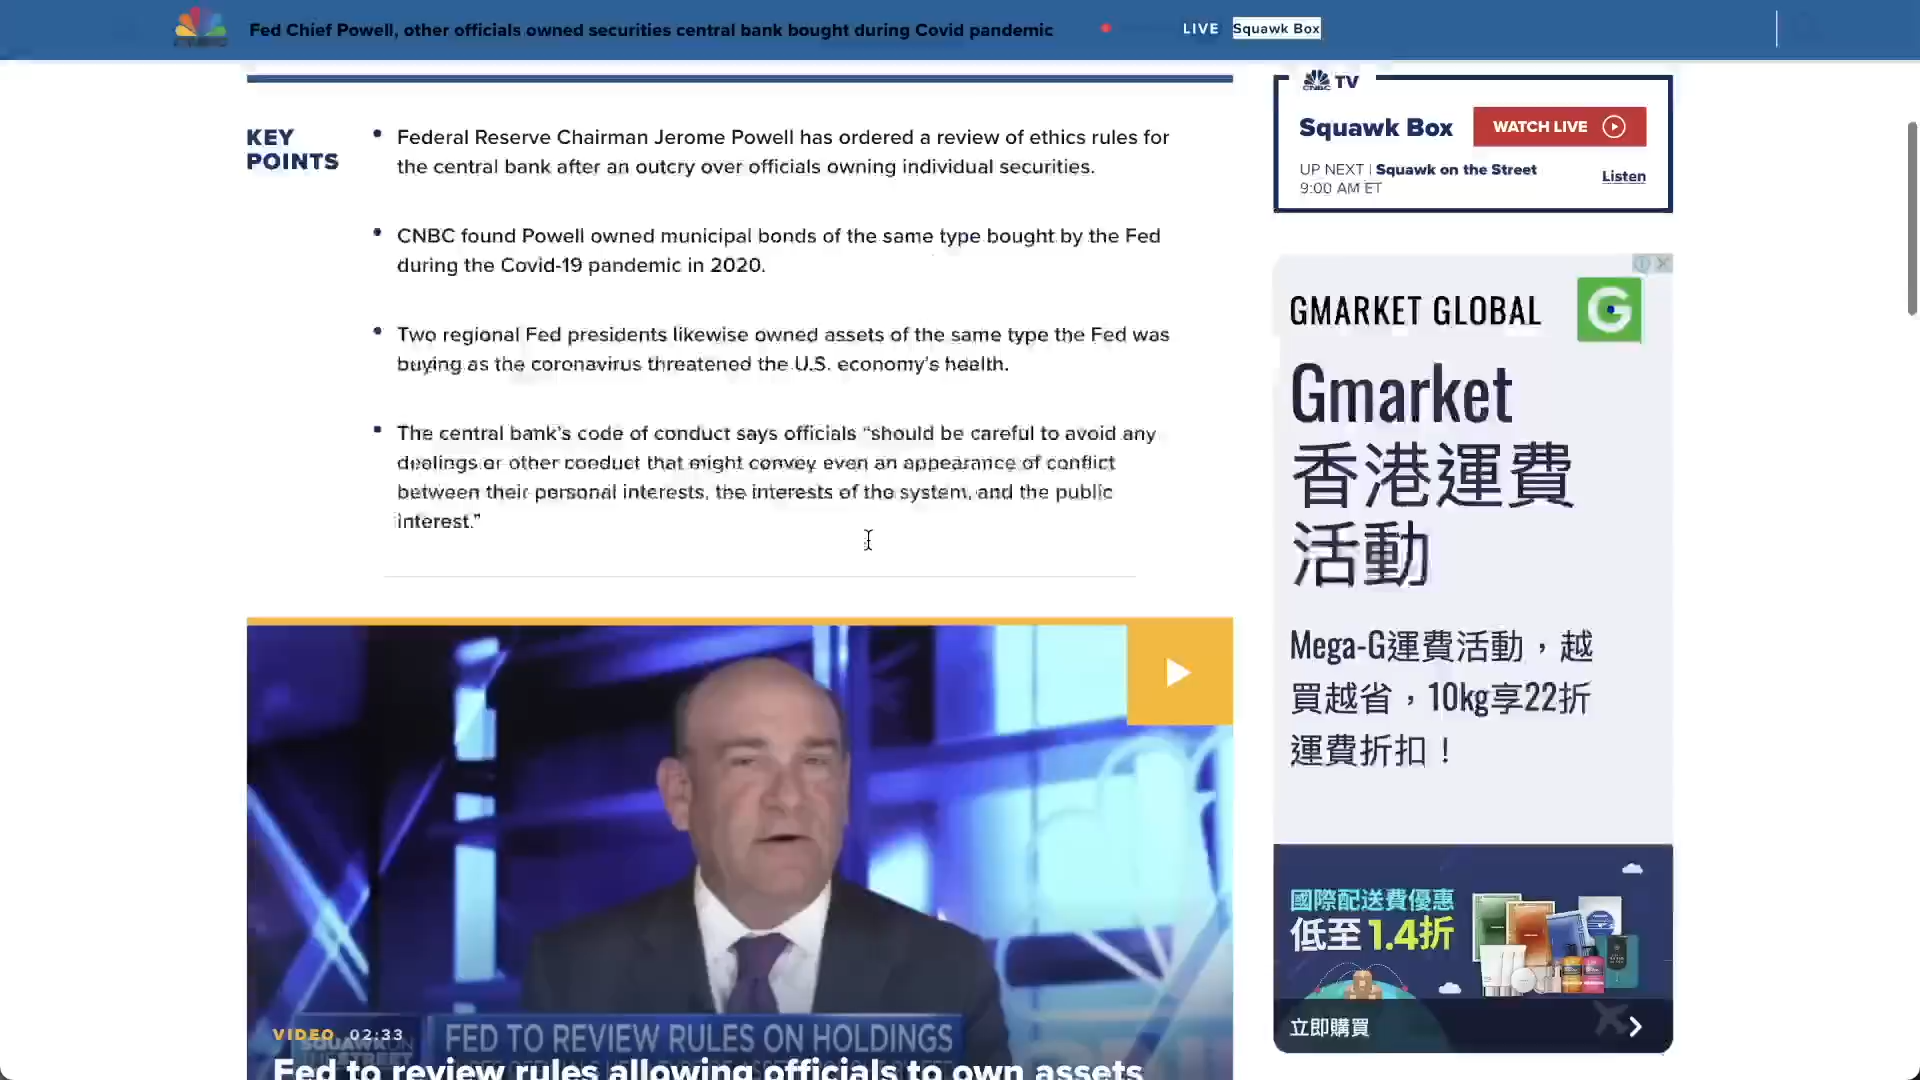 Fed Chief Powell, other officials owned securities central bank bought during Covid pandemic
LIVE Squawk Box
KEY
POINTS
Federal Reserve Chairman Jerome Powell has ordered a review of ethics rules for
the central bank after an outcry over officials owning individual securities.
CNBC found Powell owned municipal bonds of the same type bought by the Fed
during the Covid-19 pandemic in 2020.
Two regional Fed presidents likewise owned assets of the same type the Fed was
buying as the coronavirus threatened the U.S. economy's health.
The central bank's code of conduct says officials “should be careful to avoid any
dealings or other conduct that might convey even an appearance of conflict
between their personal interests, the interests of the system, and the public
interest.”
VIDEO 02:33
FED TO REVIEW RULES ON HOLDINGS
Fed to review rules allowing officials to own assets
CNBC TV
Squawk Box
WATCH LIVE
UP NEXT | Squawk on the Street
9:00 AM ET
Listen
GMARKET GLOBAL
G
Gmarket
香港運費
活動
Mega-G運費活動，越
買越省，10kg享22折
運費折扣！
國際配送費優惠
低至1.4折
立即購買